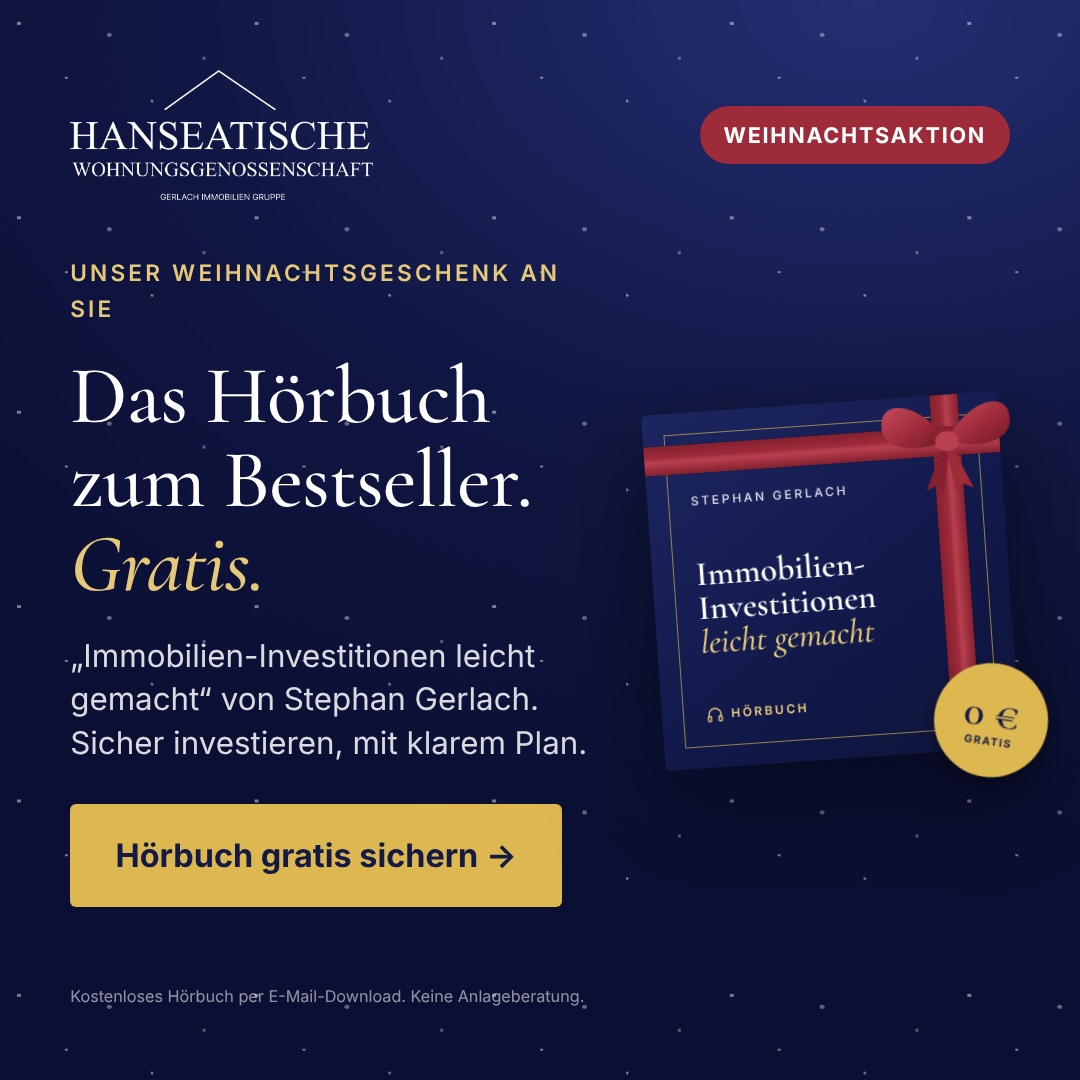 HANSEATISCHE
WOHNUNGSGENOSSENSCHAFT
GERLACH IMMOBILIEN GRUPPE
WEIHNACHTSAKTION
UNSER WEIHNACHTSGESCHENK AN
SIE
Das Hörbuch
zum Bestseller.
Gratis.
„Immobilien-Investitionen leicht
gemacht“ von Stephan Gerlach.
Sicher investieren, mit klarem Plan.
Hörbuch gratis sichern →
STEPHAN GERLACH
Immobilien-
Investitionen
leicht gemacht
HÖRBUCH
0 €
GRATIS
Kostenloses Hörbuch per E-Mail-Download. Keine Anlageberatung.